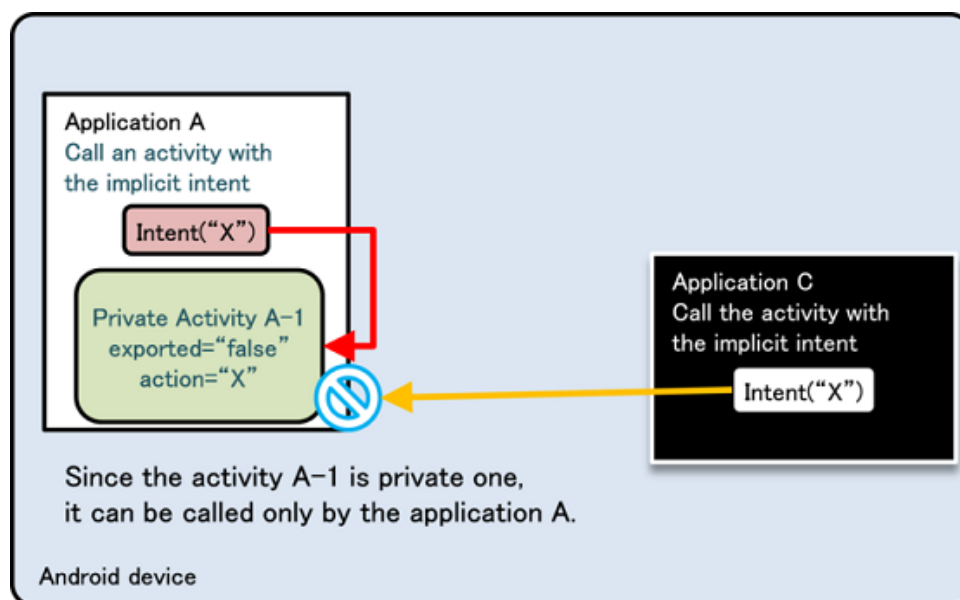 Application A
Call an activity with
the implicit intent
Intent(“X”)
Private Activity A-1
exported=“false”
action=“X”
Application C
Call the activity with
the implicit intent
Intent(“X”)
Since the activity A-1 is private one,
it can be called only by the application A.
Android device